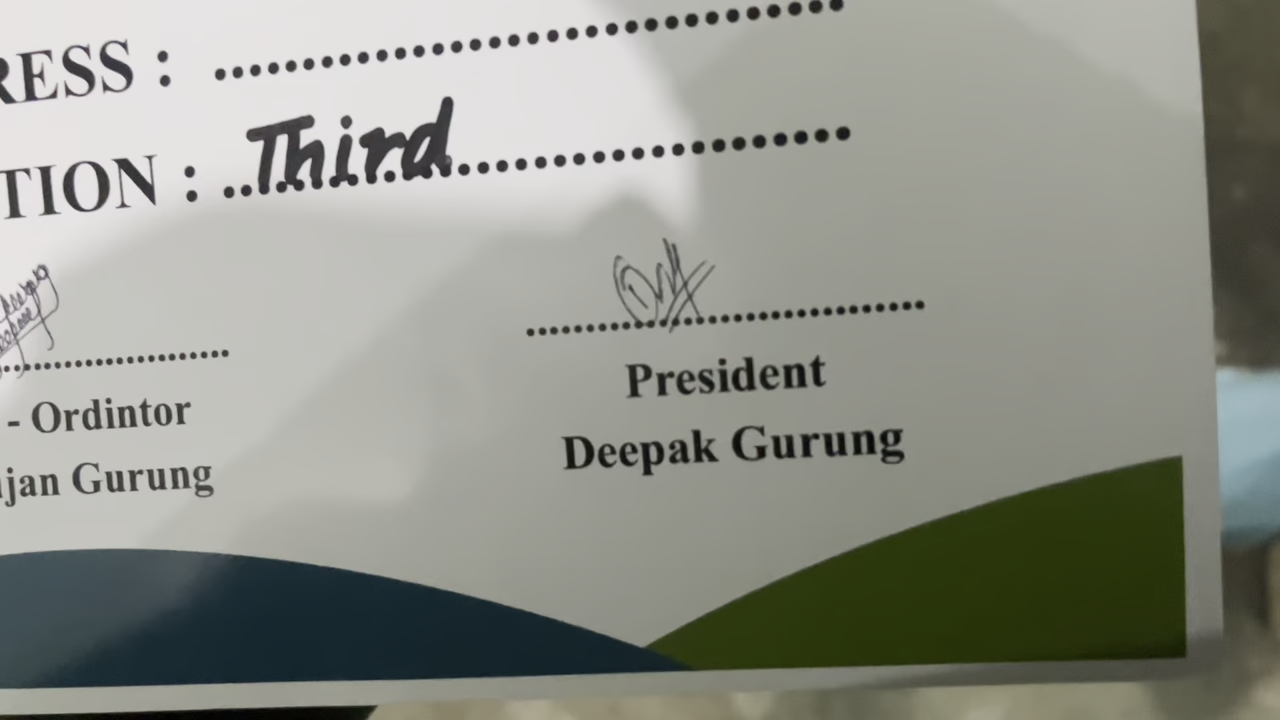 RESS : ........................................
TION : ..Third........................
- Ordintor
President
jan Gurung
Deepak Gurung